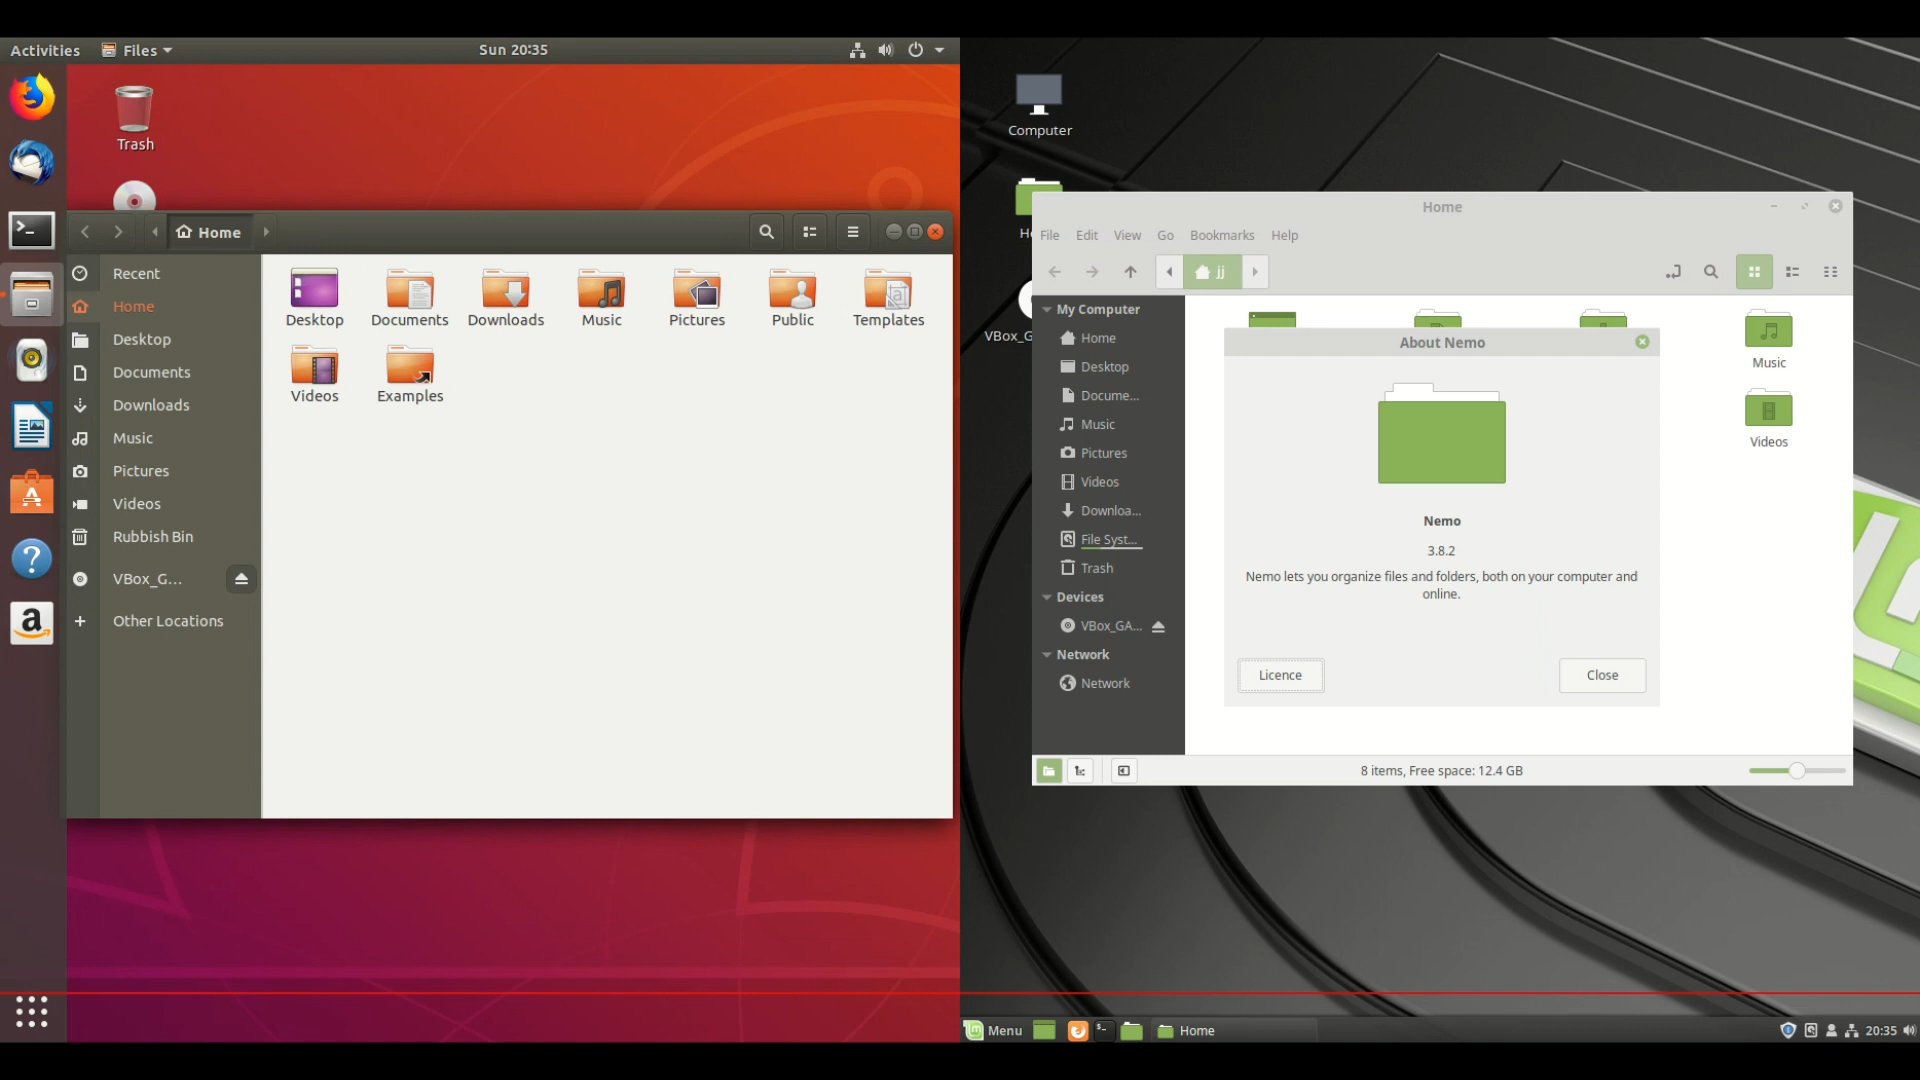 Activities
Files
Sun 20:35
Trash
Home
Recent
Home
Desktop
Documents
Downloads
Music
Pictures
Videos
Rubbish Bin
VBox_G...
Other Locations
Desktop
Documents
Downloads
Music
Pictures
Public
Templates
Videos
Examples
Computer
VBox_G
Home
File
Edit
View
Go
Bookmarks
Help
jj
My Computer
Home
Desktop
Docume...
Music
Pictures
Videos
Downloa...
File Syst...
Trash
Devices
VBox_GA...
Network
Network
Music
Videos
About Nemo
Nemo
3.8.2
Nemo lets you organize files and folders, both on your computer and
online.
Licence
Close
8 items, Free space: 12.4 GB
Menu
Home
20:35